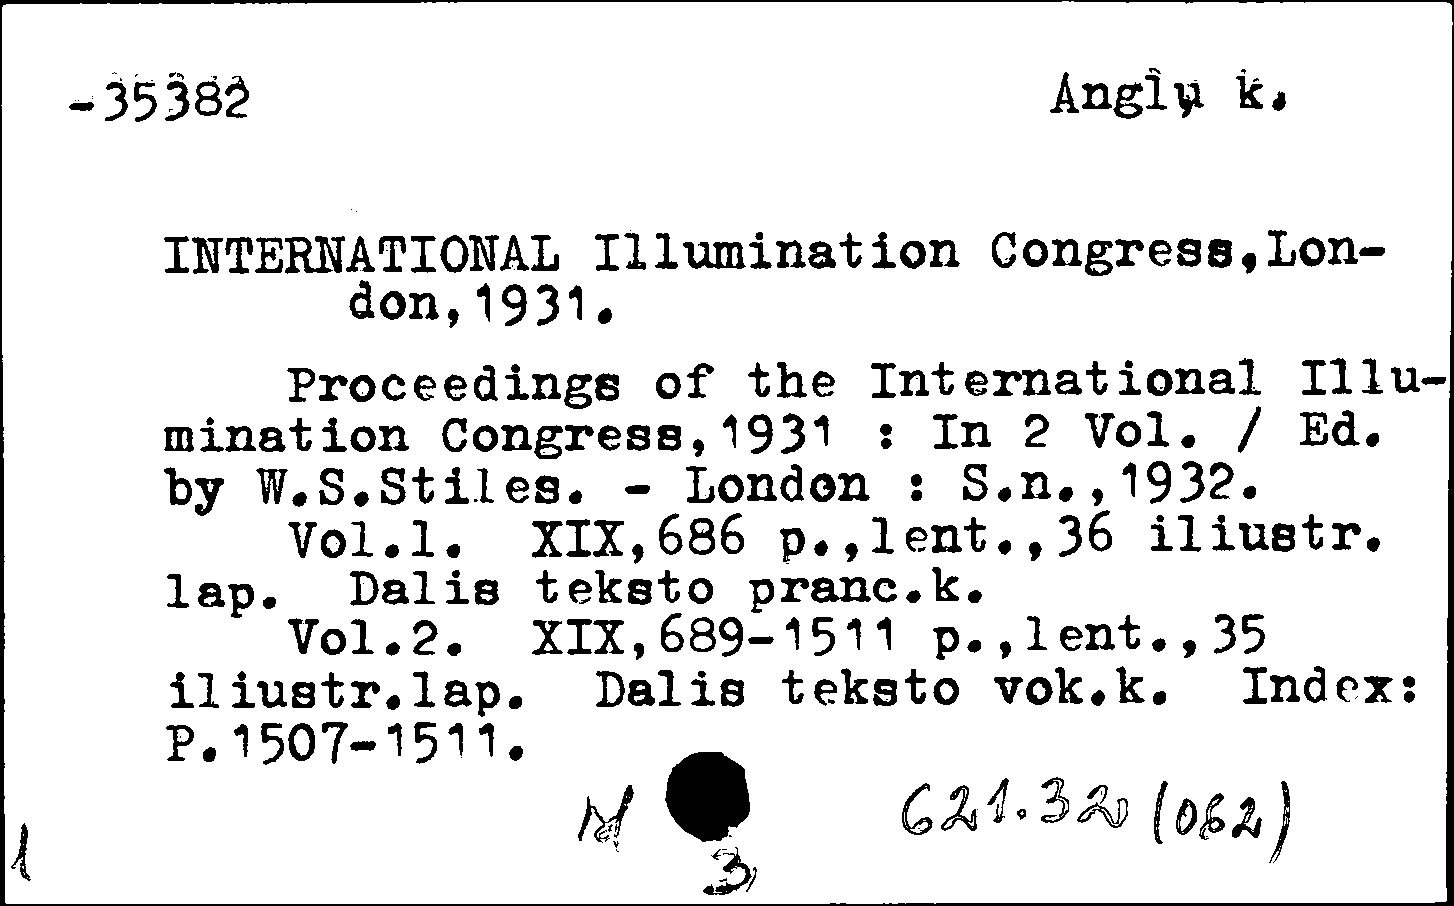 -35382 Anglų k.
INTERNATIONAL Illumination Congress,Lon-
don,1931.
Proceedings of the International Illu-
mination Congress,1931 : In 2 Vol. / Ed.
by W.S.Stiles. - London : S.n.,1932.
Vol.1. XIX,686 p.,lent.,36 iliustr.
lap. Dalis teksto pranc.k.
Vol.2. XIX,689-1511 p.,lent.,35
iliustr.lap. Dalis teksto vok.k. Index:
P.1507-1511.
621.32 (062)
3
1